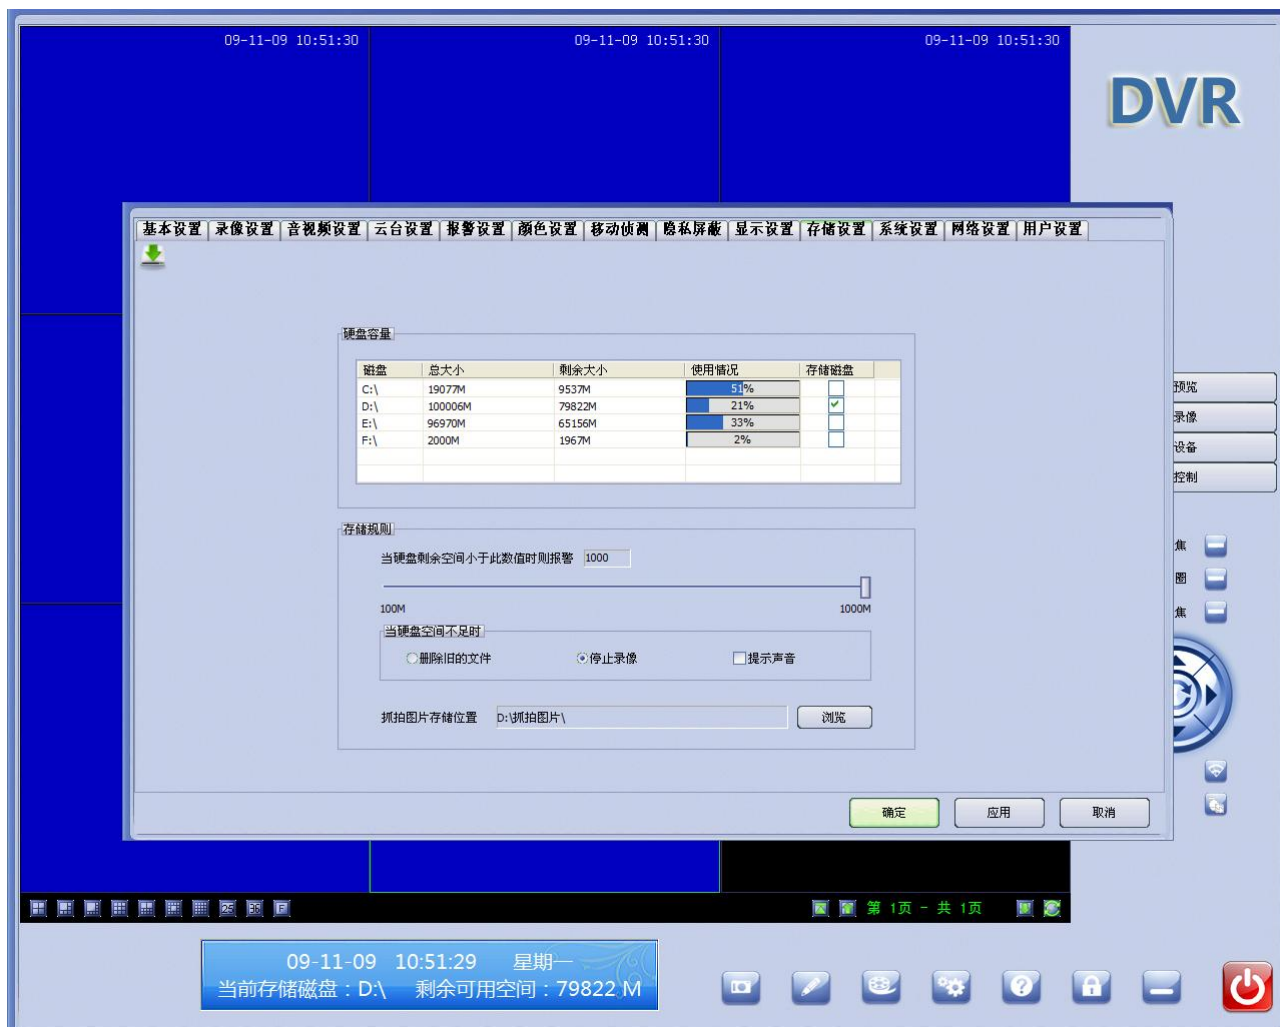 09-11-09 10:51:30
09-11-09 10:51:30
09-11-09 10:51:30
DVR
基本设置 录像设置 音视频设置 云台设置 报警设置 颜色设置 移动侦测 隐私屏蔽 显示设置 存储设置 系统设置 网络设置 用户设置
硬盘容量
磁盘 总大小 剩余大小 使用情况 存储磁盘
C:\ 19077M 9537M 51%
D:\ 100006M 79822M 21%
E:\ 96970M 65156M 33%
F:\ 2000M 1967M 2%
存储规则
当硬盘剩余空间小于此数值时则报警 1000
100M 1000M
当硬盘空间不足时
删除旧的文件 停止录像 提示声音
抓拍图片存储位置 D:\抓拍图片\ 浏览
确定 应用 取消
预览
录像
设备
控制
焦
圈
焦
25 36 F
第 1页 - 共 1页
09-11-09 10:51:29 星期一
当前存储磁盘：D:\ 剩余可用空间：79822 M